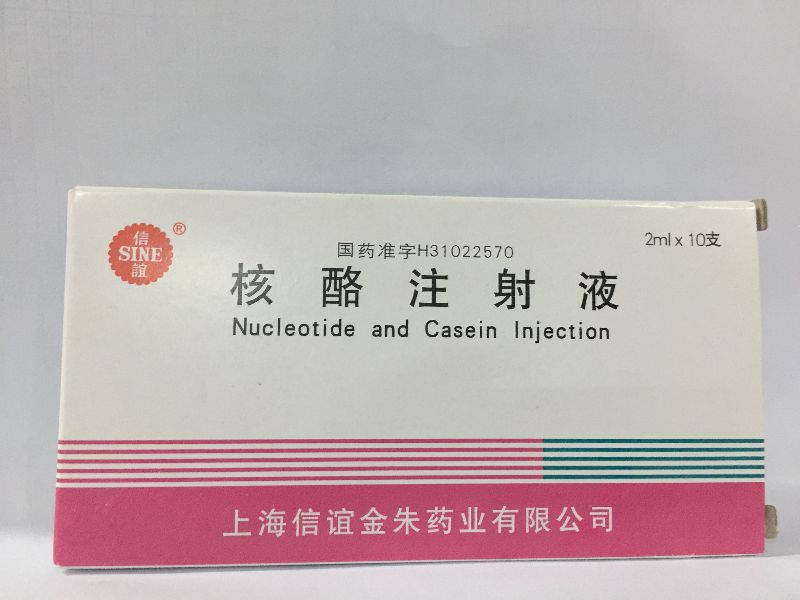 信
SINE
誼
®
国药准字H31022570
2ml x 10支
核酪注射液
Nucleotide and Casein Injection
上海信谊金朱药业有限公司